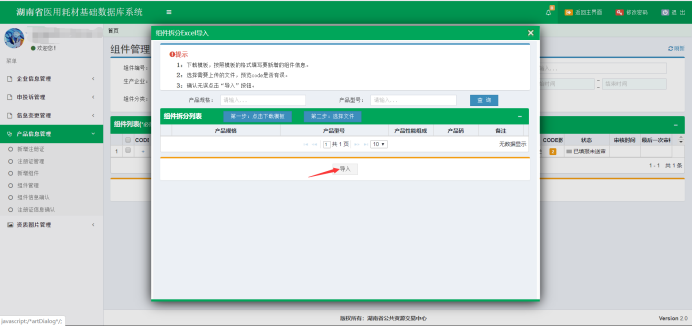 湖南省医用耗材基础数据库系统
返回主界面 修改密码 退出
欢迎您!
菜单
企业信息管理
申投诉管理
信息变更管理
产品信息管理
新增注册证
注册证管理
新增组件
组件管理
组件信息确认
注册证信息确认
资质图片管理
首页
组件管理
组件编号:
生产企业:
组件分类:
组件列表
CODE
1
组件拆分Excel导入
提示
1、下载模板,按照模板的格式填写要新增的组件信息。
2、选择需要上传的文件,预览code是否有误。
3、确认无误点击“导入”按钮。
产品规格: 请输入... 产品型号: 请输入... 查询
组件拆分列表 第一步:点击下载模板 第二步:选择文件
产品规格 产品型号 产品性能组成 产品码 备注
1 共 1 页 10 无数据显示
导入
刷新
状态 审核时间 最后一次审核
2 已填报未送审
1 - 1 共 1 条
版权所有:湖南省公共资源交易中心 Version 2.0
javascript:/*artDialog*/;